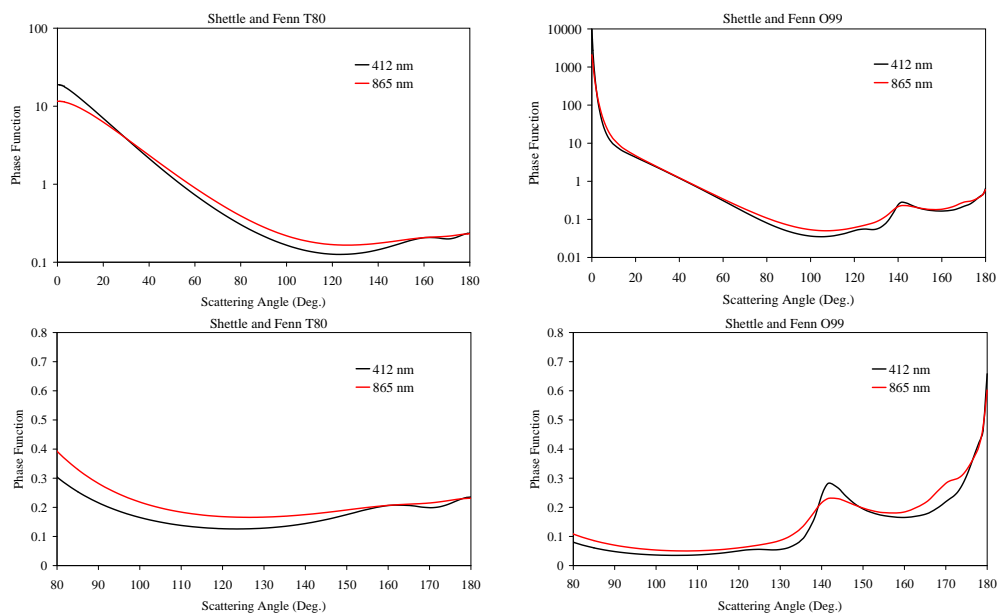 Shettle and Fenn T80
100
10
1
0.1
Phase Function
412 nm
865 nm
0 20 40 60 80 100 120 140 160 180
Scattering Angle (Deg.)
Shettle and Fenn O99
10000
1000
100
10
1
0.1
0.01
Phase Function
412 nm
865 nm
0 20 40 60 80 100 120 140 160 180
Scattering Angle (Deg.)
Shettle and Fenn T80
0.8
0.7
0.6
0.5
0.4
0.3
0.2
0.1
0
Phase Function
412 nm
865 nm
80 90 100 110 120 130 140 150 160 170 180
Scattering Angle (Deg.)
Shettle and Fenn O99
0.8
0.7
0.6
0.5
0.4
0.3
0.2
0.1
0
Phase Function
412 nm
865 nm
80 100 120 140 160 180
Scattering Angle (Deg.)